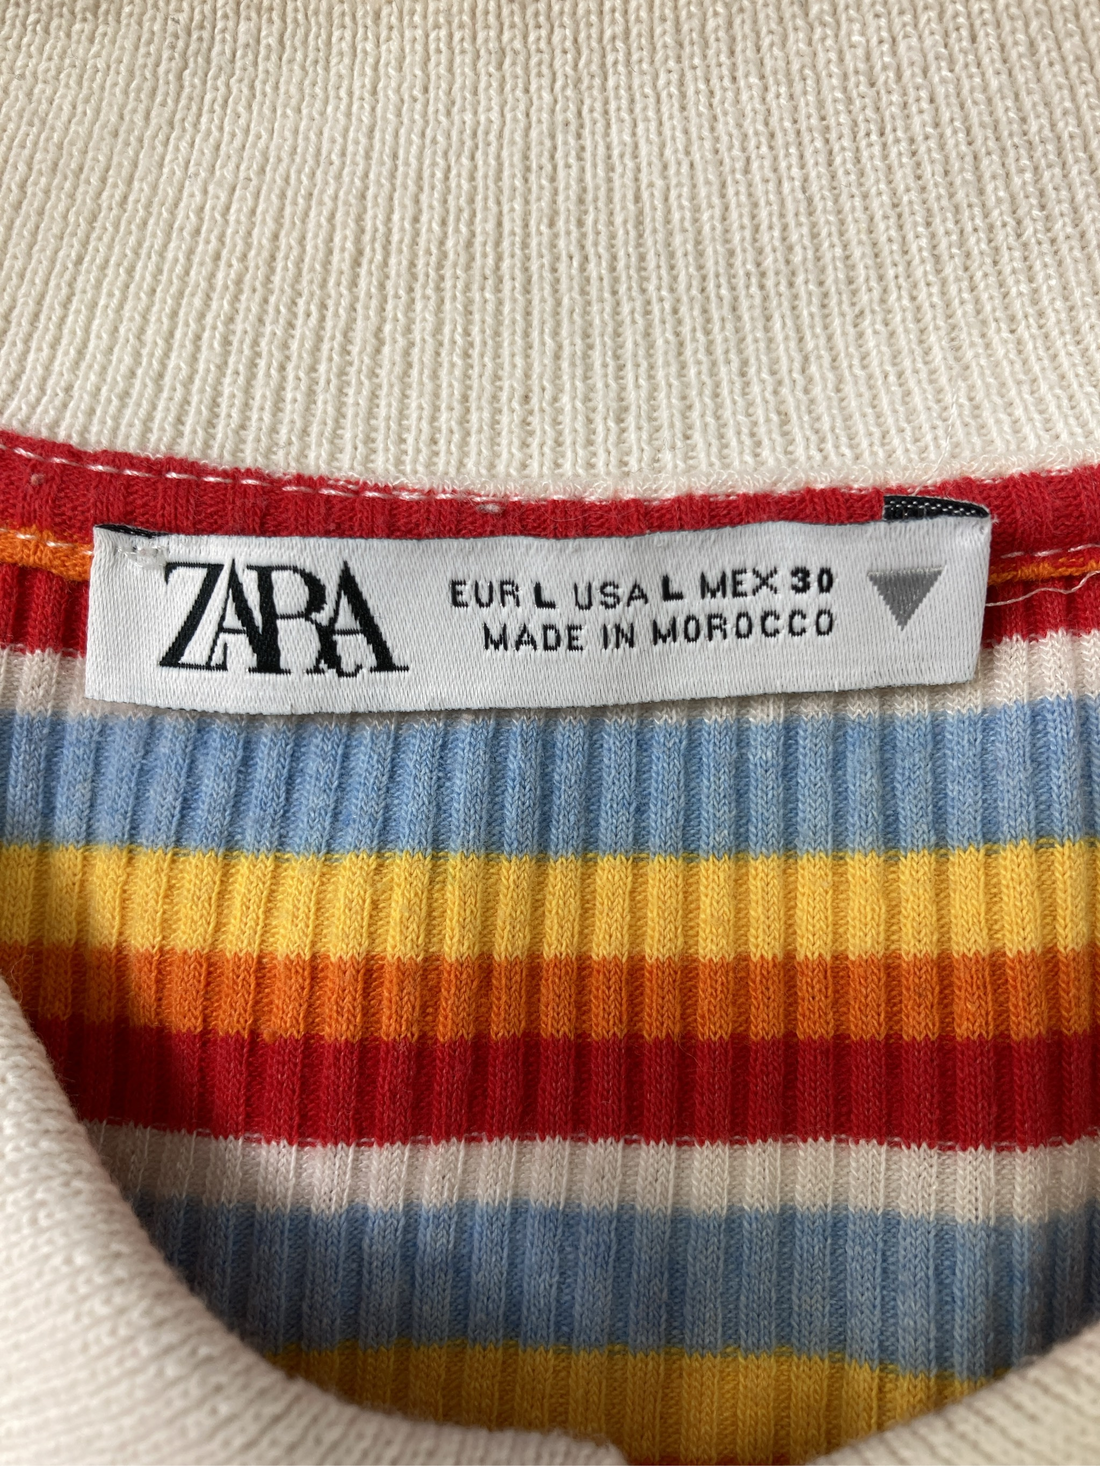 ZARA
EUR L USA L MEX 30
MADE IN MOROCCO